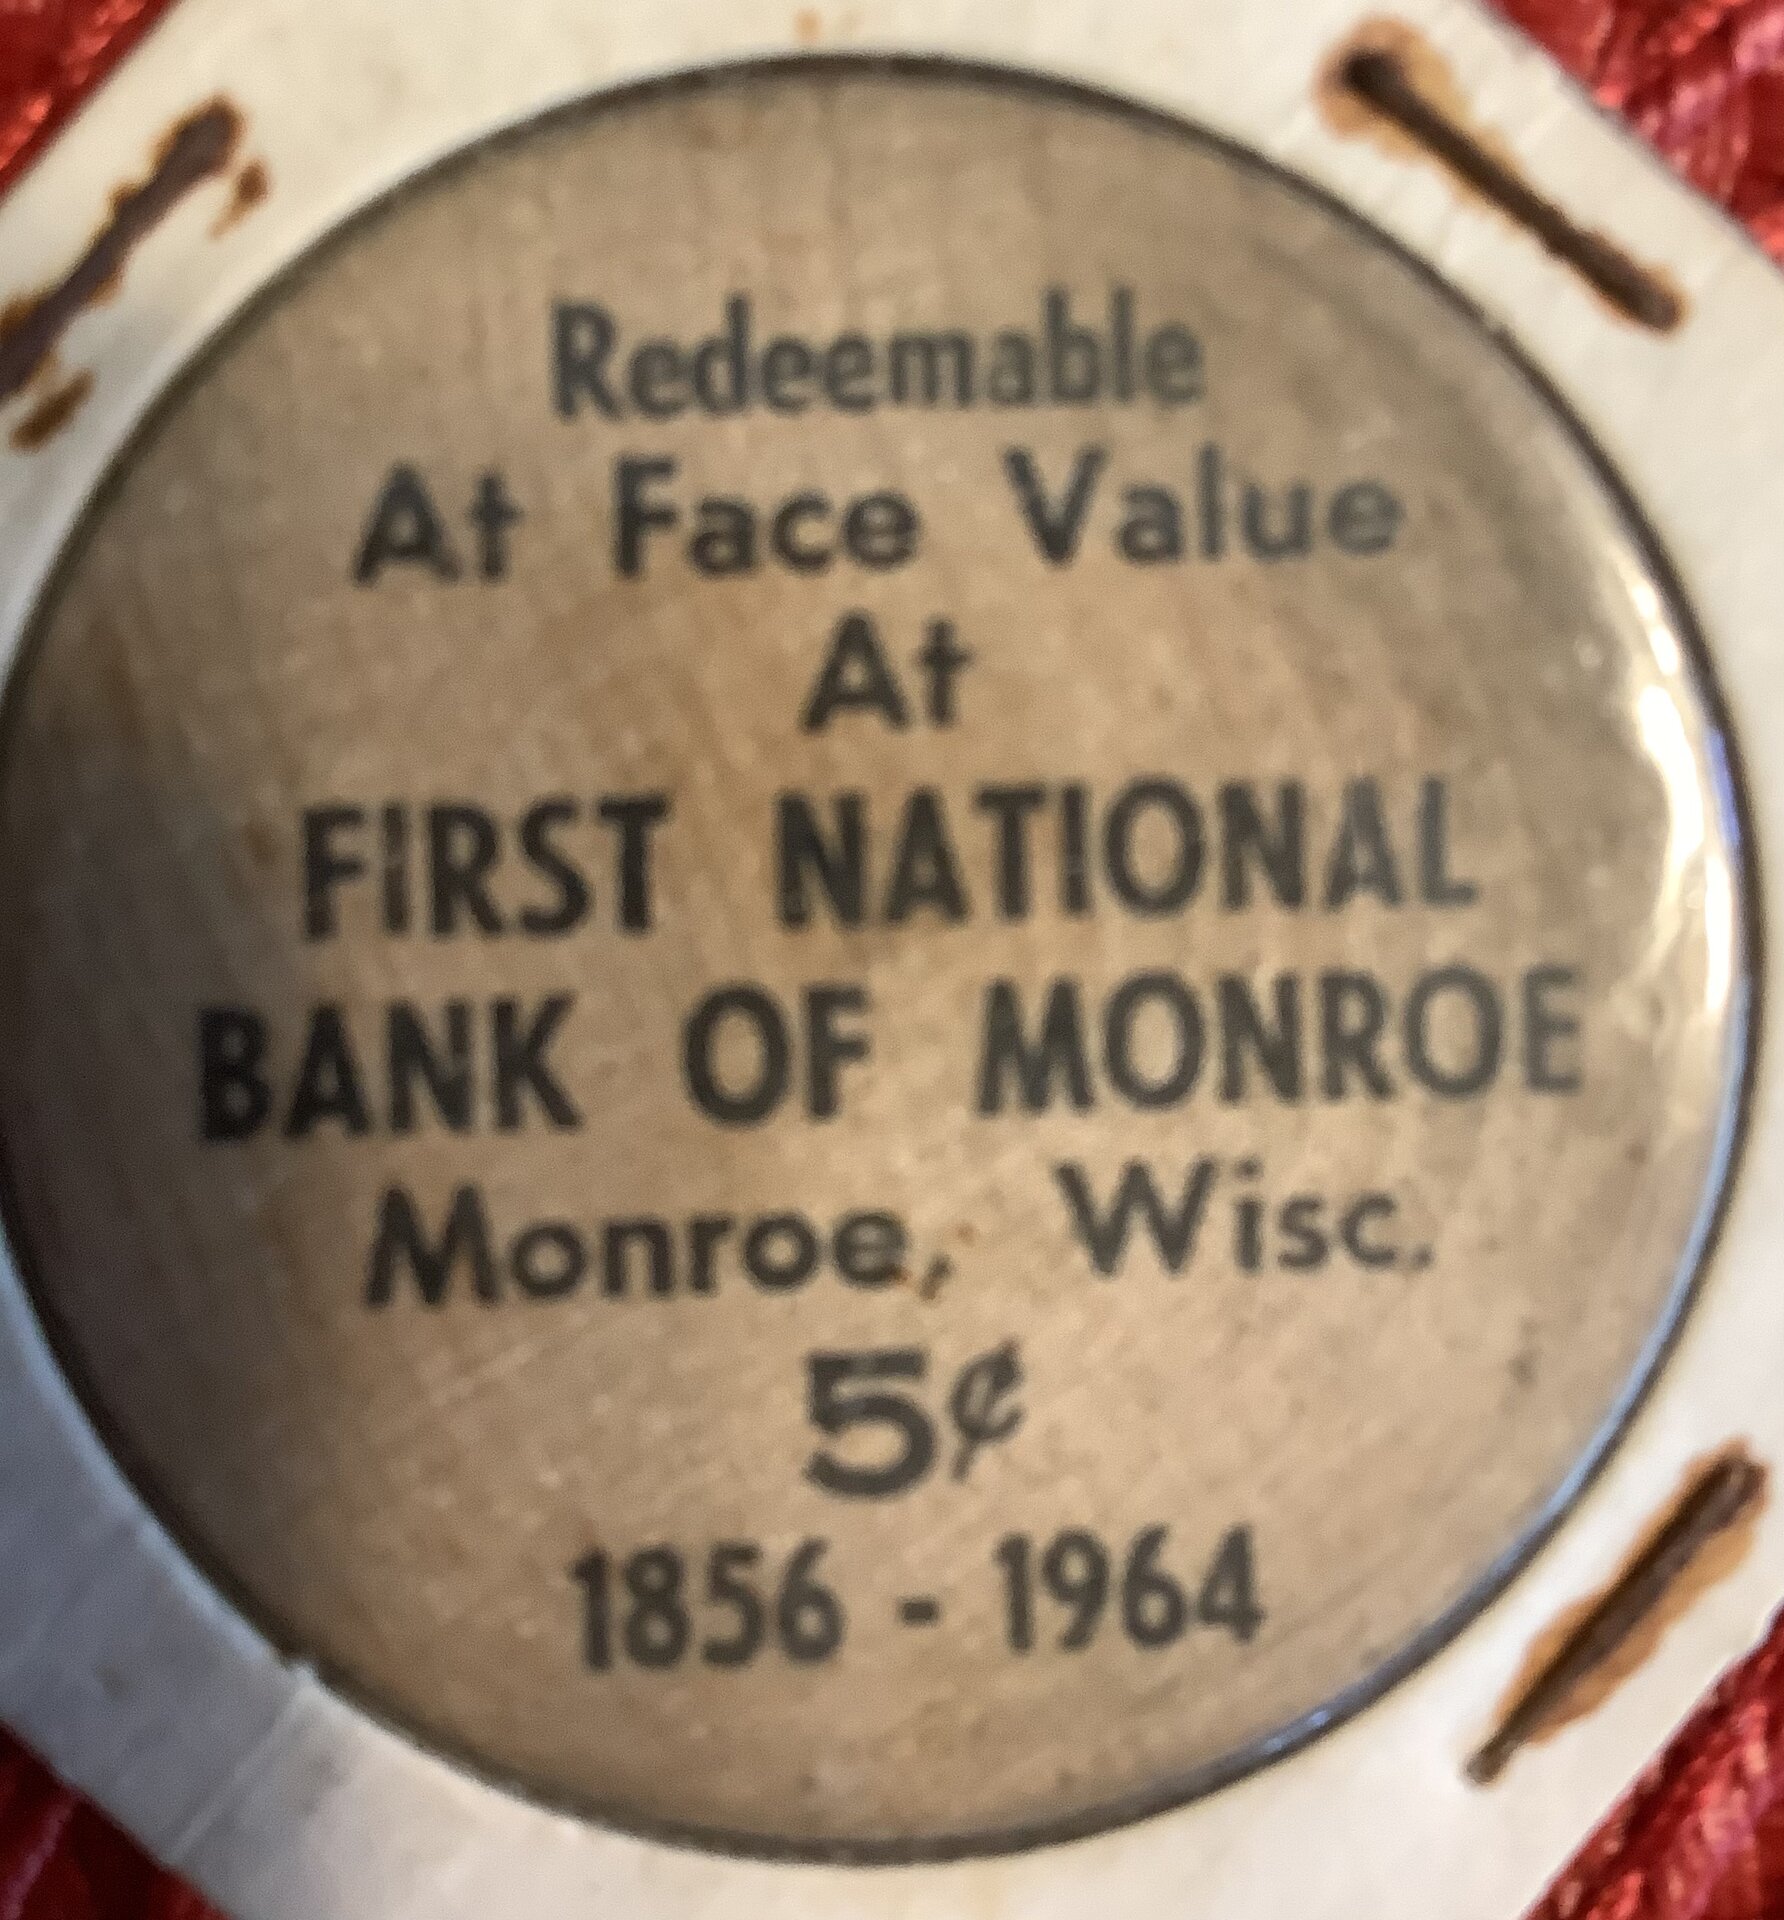 Redeemable
At Face Value
At
FIRST NATIONAL
BANK OF MONROE
Monroe, Wisc.
5¢
1856 - 1964